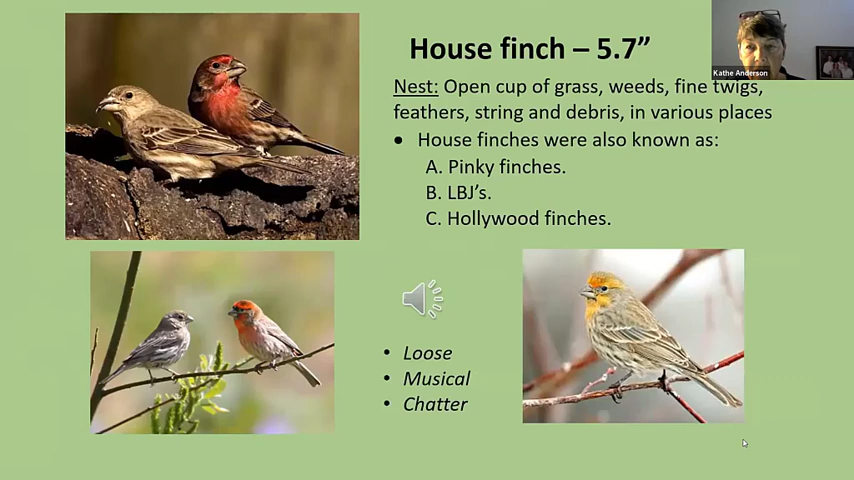 House finch – 5.7”
Kathe Anderson
Nest: Open cup of grass, weeds, fine twigs,
feathers, string and debris, in various places
• House finches were also known as:
A. Pinky finches.
B. LBJ’s.
C. Hollywood finches.
• Loose
• Musical
• Chatter